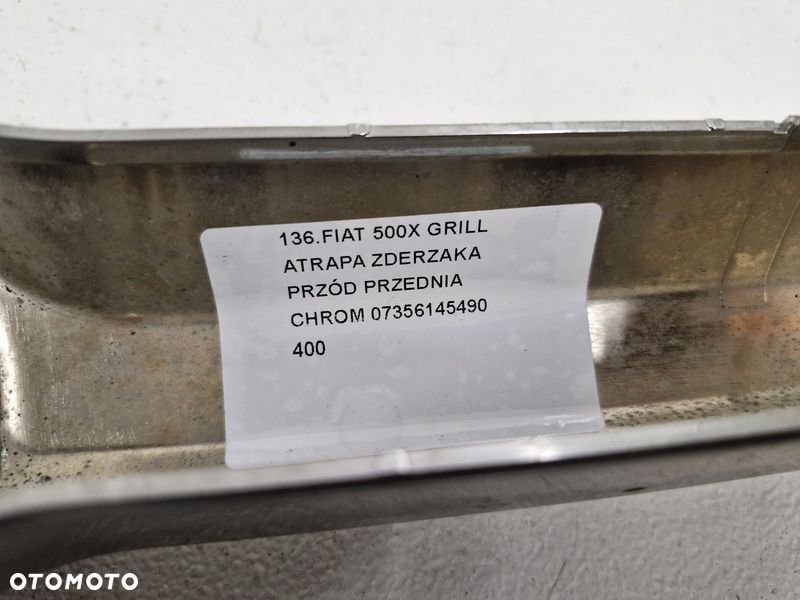 136.FIAT 500X GRILL
ATRAPA ZDERZAKA
PRZÓD PRZEDNIA
CHROM 07356145490
400
OTOMOTO